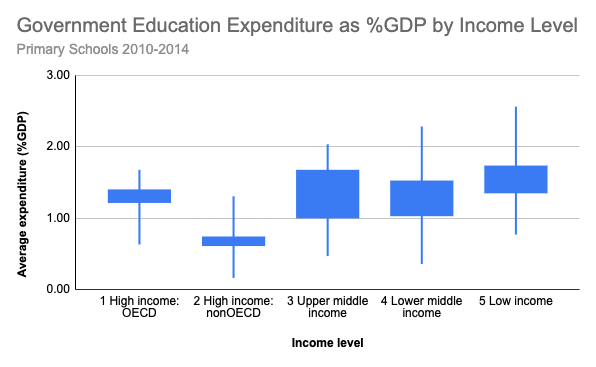 Government Education Expenditure as %GDP by Income Level
Primary Schools 2010-2014
Average expenditure (%GDP)
3.00
2.00
1.00
0.00
1 High income:
OECD
2 High income:
nonOECD
3 Upper middle
income
4 Lower middle
income
5 Low income
Income level